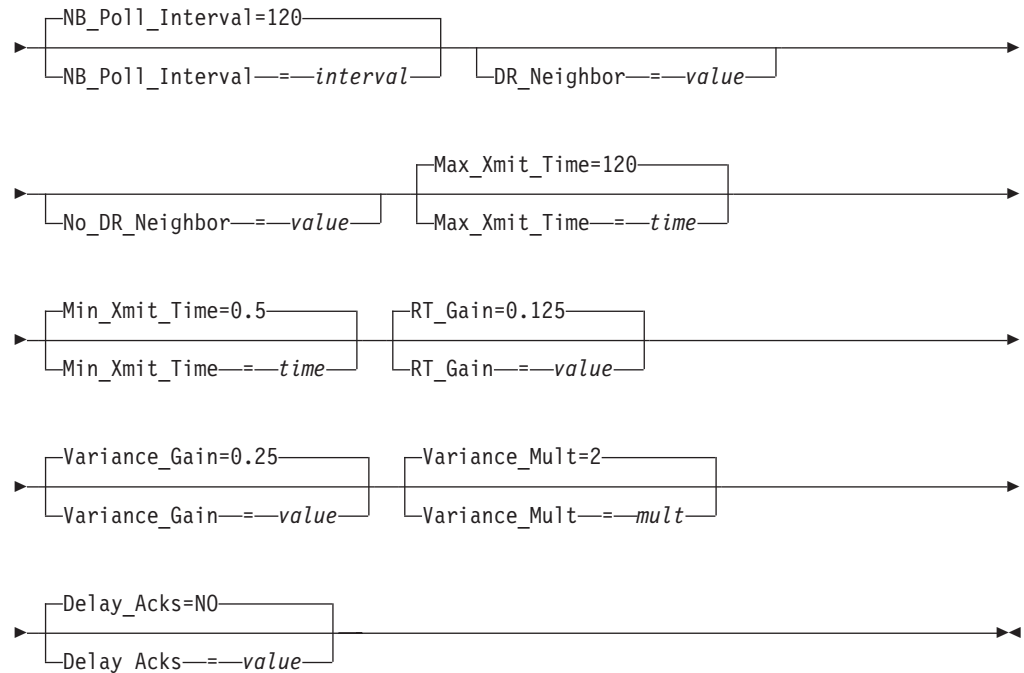 NB_Poll_Interval=120
NB_Poll_Interval = interval
DR_Neighbor = value
No_DR_Neighbor = value
Max_Xmit_Time=120
Max_Xmit_Time = time
Min_Xmit_Time=0.5
Min_Xmit_Time = time
RT_Gain=0.125
RT_Gain = value
Variance_Gain=0.25
Variance_Gain = value
Variance_Mult=2
Variance_Mult = mult
Delay_Acks=NO
Delay Acks = value